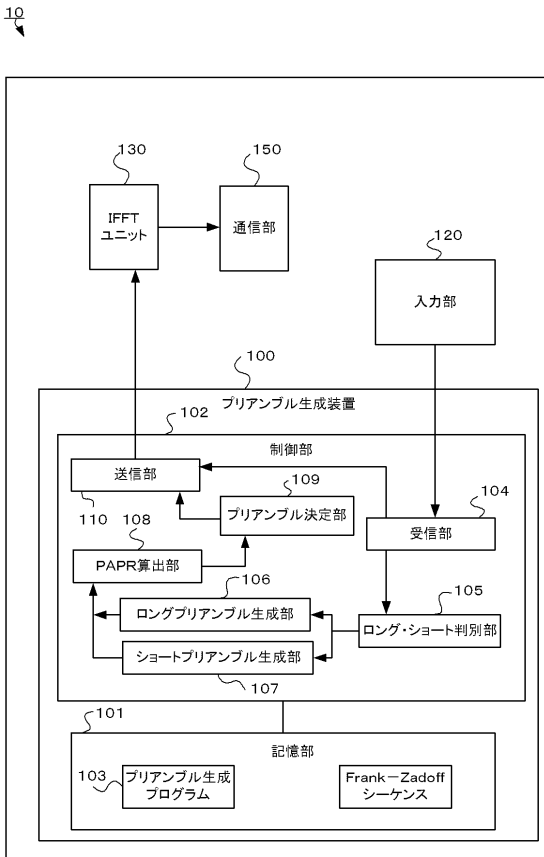 10
130
150
IFFT
ユニット
通信部
120
入力部
100
プリアンブル生成装置
102
制御部
送信部
110
109
プリアンブル決定部
104
受信部
108
PAPR算出部
106
ロングプリアンブル生成部
105
ロング・ショート判別部
ショートプリアンブル生成部
107
101
記憶部
103
プリアンブル生成
プログラム
Frank－Zadoff
シーケンス